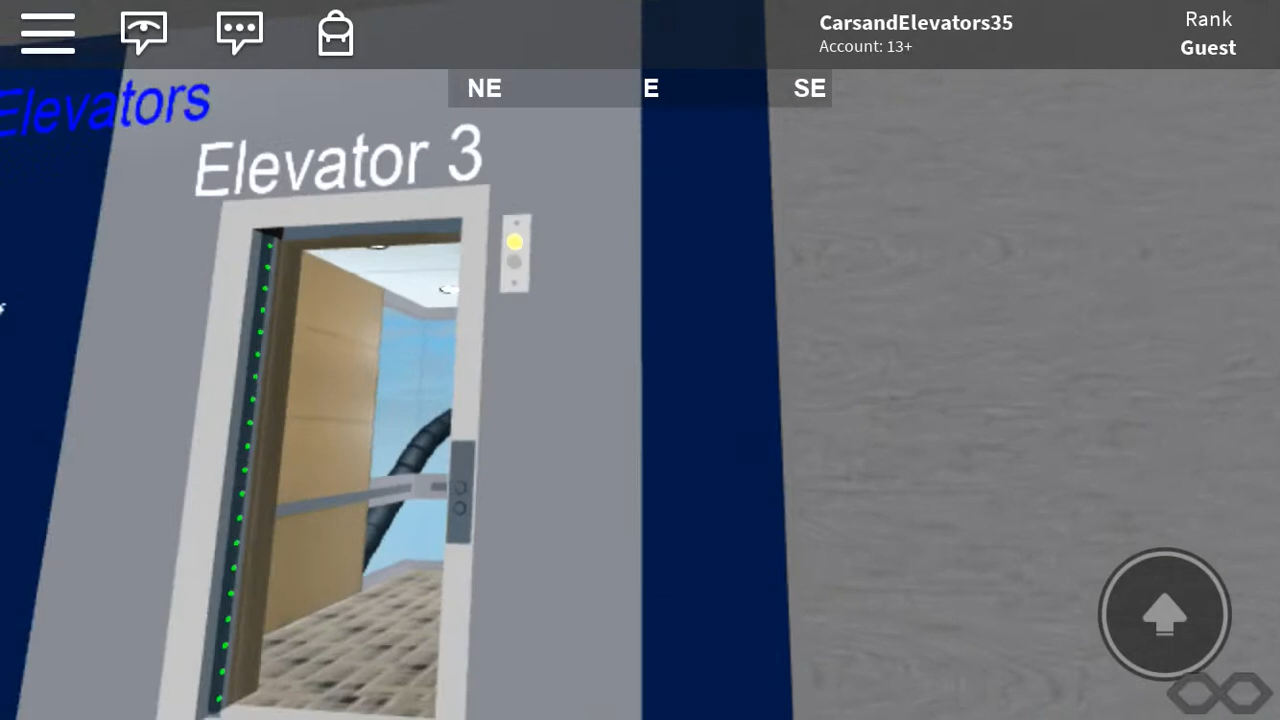 CarsandElevators35
Account: 13+
Rank
Guest
NE
E
SE
Elevators
Elevator 3